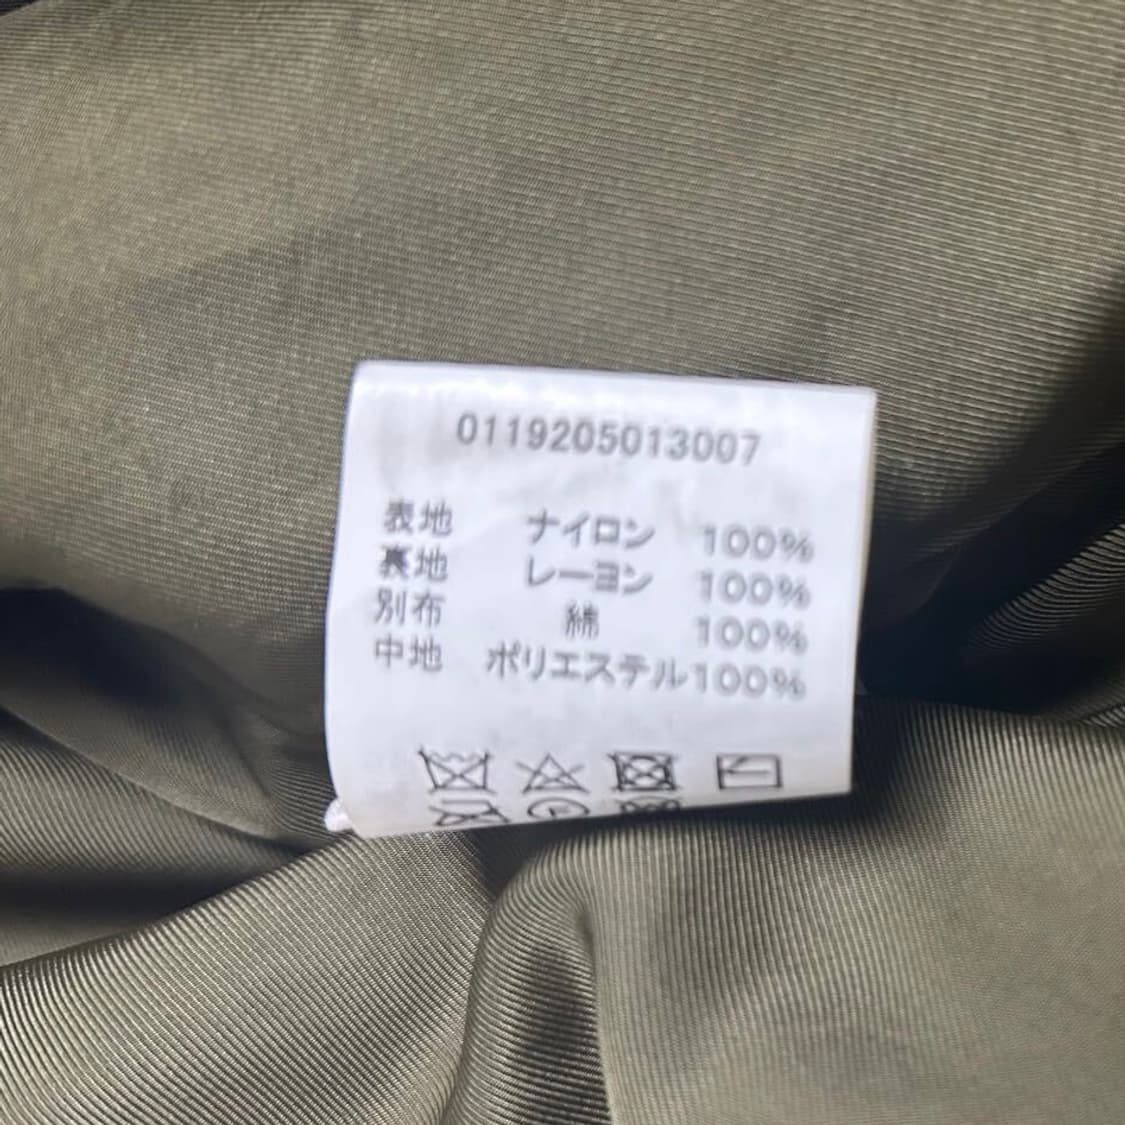 0119205013007
表地 ナイロン 100%
裏地 レーヨン 100%
別布 綿 100%
中地 ポリエステル100%